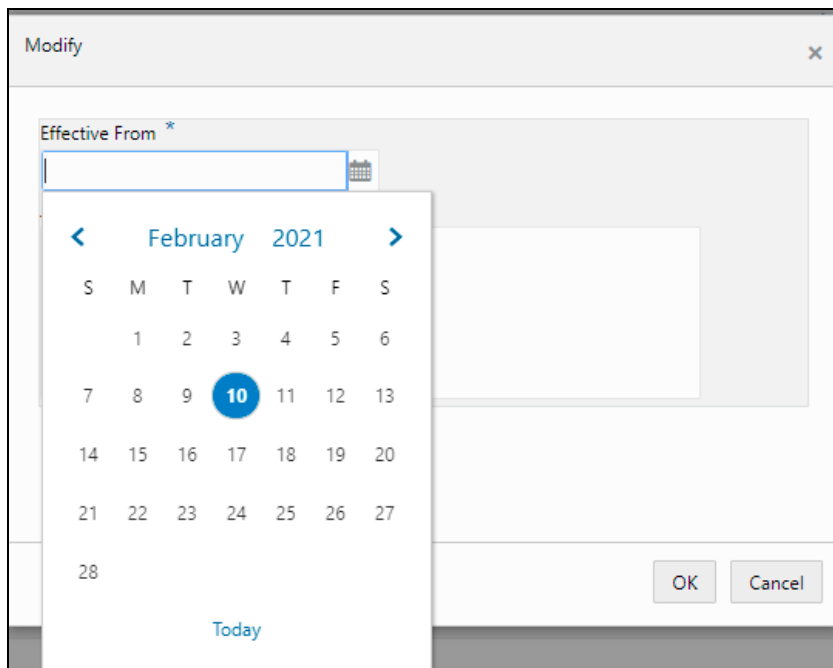 Modify
Effective From *
February 2021
S M T W T F S
1 2 3 4 5 6
7 8 9 10 11 12 13
14 15 16 17 18 19 20
21 22 23 24 25 26 27
28
Today
OK Cancel